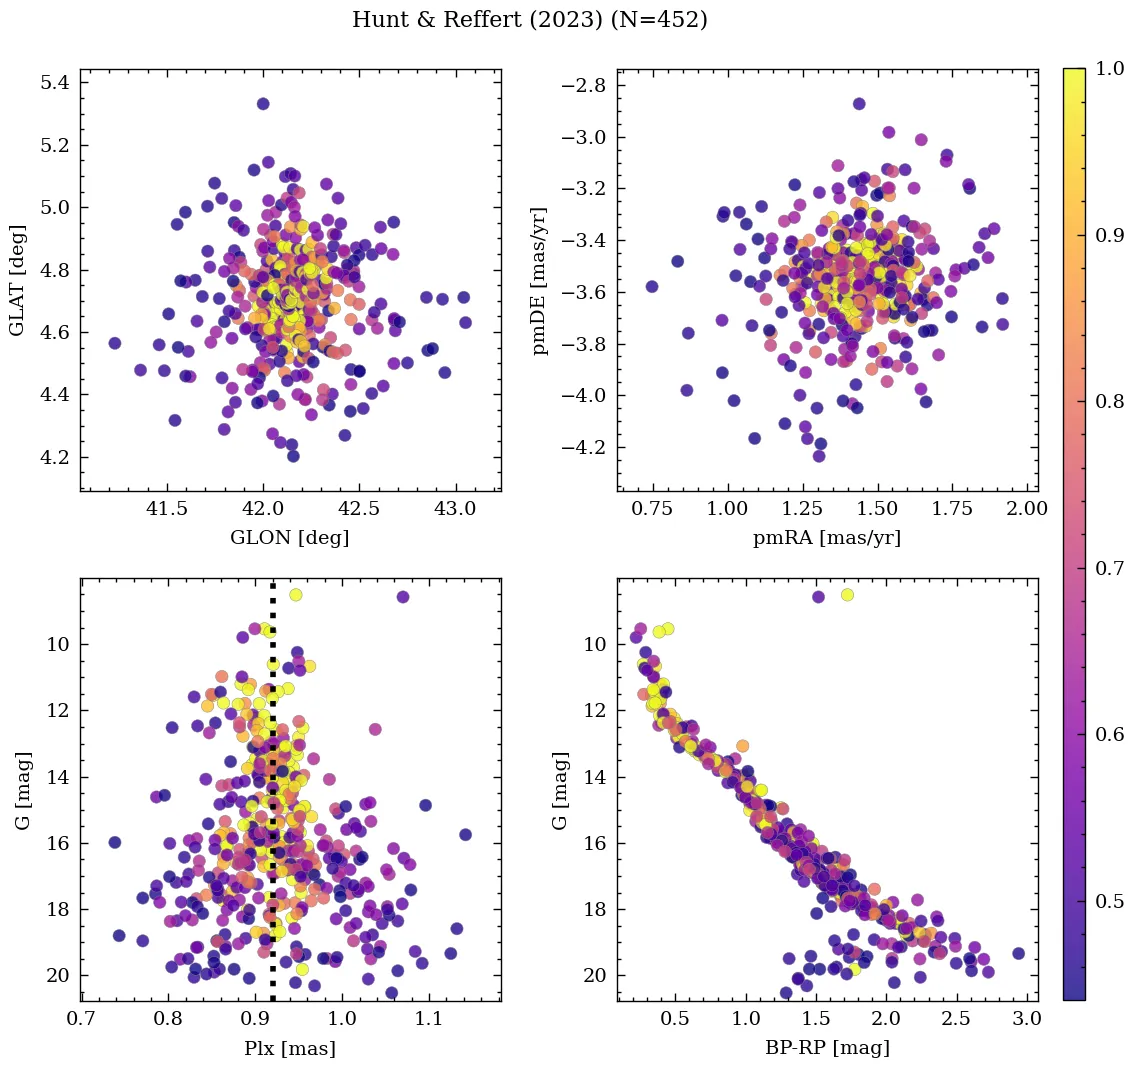 Hunt & Reffert (2023) (N=452)
5.4
5.2
5.0
4.8
4.6
4.4
4.2
GLAT [deg]
41.5 42.0 42.5 43.0
GLON [deg]
−2.8
−3.0
−3.2
−3.4
−3.6
−3.8
−4.0
−4.2
pmDE [mas/yr]
0.75 1.00 1.25 1.50 1.75 2.00
pmRA [mas/yr]
10
12
14
16
18
20
G [mag]
0.7 0.8 0.9 1.0 1.1
Plx [mas]
10
12
14
16
18
20
G [mag]
0.5 1.0 1.5 2.0 2.5 3.0
BP-RP [mag]
1.0
0.9
0.8
0.7
0.6
0.5